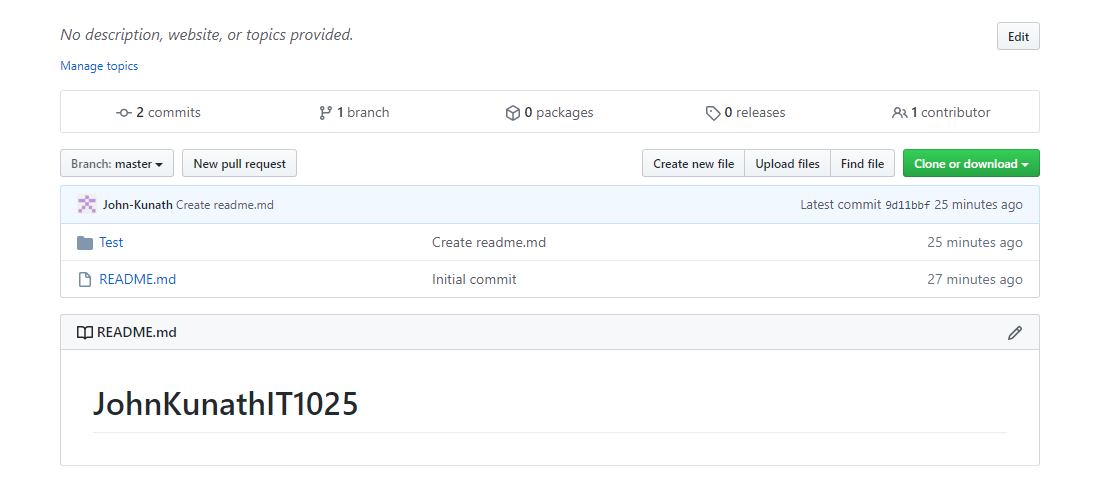 No description, website, or topics provided.
Edit
Manage topics
2 commits 1 branch 0 packages 0 releases 1 contributor
Branch: master New pull request Create new file Upload files Find file Clone or download
John-Kunath Create readme.md Latest commit 9d11bbf 25 minutes ago
Test Create readme.md 25 minutes ago
README.md Initial commit 27 minutes ago
README.md
JohnKunathIT1025